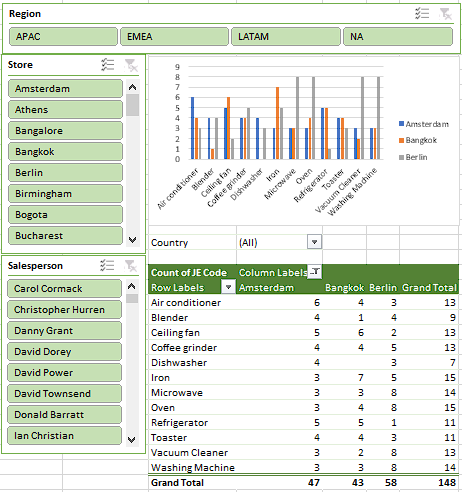 Region
APAC EMEA LATAM NA
Store
Amsterdam
Athens
Bangalore
Bangkok
Berlin
Birmingham
Bogota
Bucharest
Salesperson
Carol Cormack
Christopher Hurren
Danny Grant
David Dorey
David Power
David Townsend
Donald Barratt
Ian Christian
9
8
7
6
5
4
3
2
1
0
Air conditioner
Blender
Ceiling fan
Coffee grinder
Dishwasher
Iron
Microwave
Oven
Refrigerator
Toaster
Vacuum Cleaner
Washing Machine
Amsterdam
Bangkok
Berlin
Country (All)
Count of JE Code Column Labels
Row Labels Amsterdam Bangkok Berlin Grand Total
Air conditioner 6 4 3 13
Blender 4 1 4 9
Ceiling fan 5 6 2 13
Coffee grinder 4 4 5 13
Dishwasher 4 3 7
Iron 3 7 5 15
Microwave 3 3 8 14
Oven 3 4 8 15
Refrigerator 5 5 1 11
Toaster 4 4 3 11
Vacuum Cleaner 3 2 8 13
Washing Machine 3 3 8 14
Grand Total 47 43 58 148